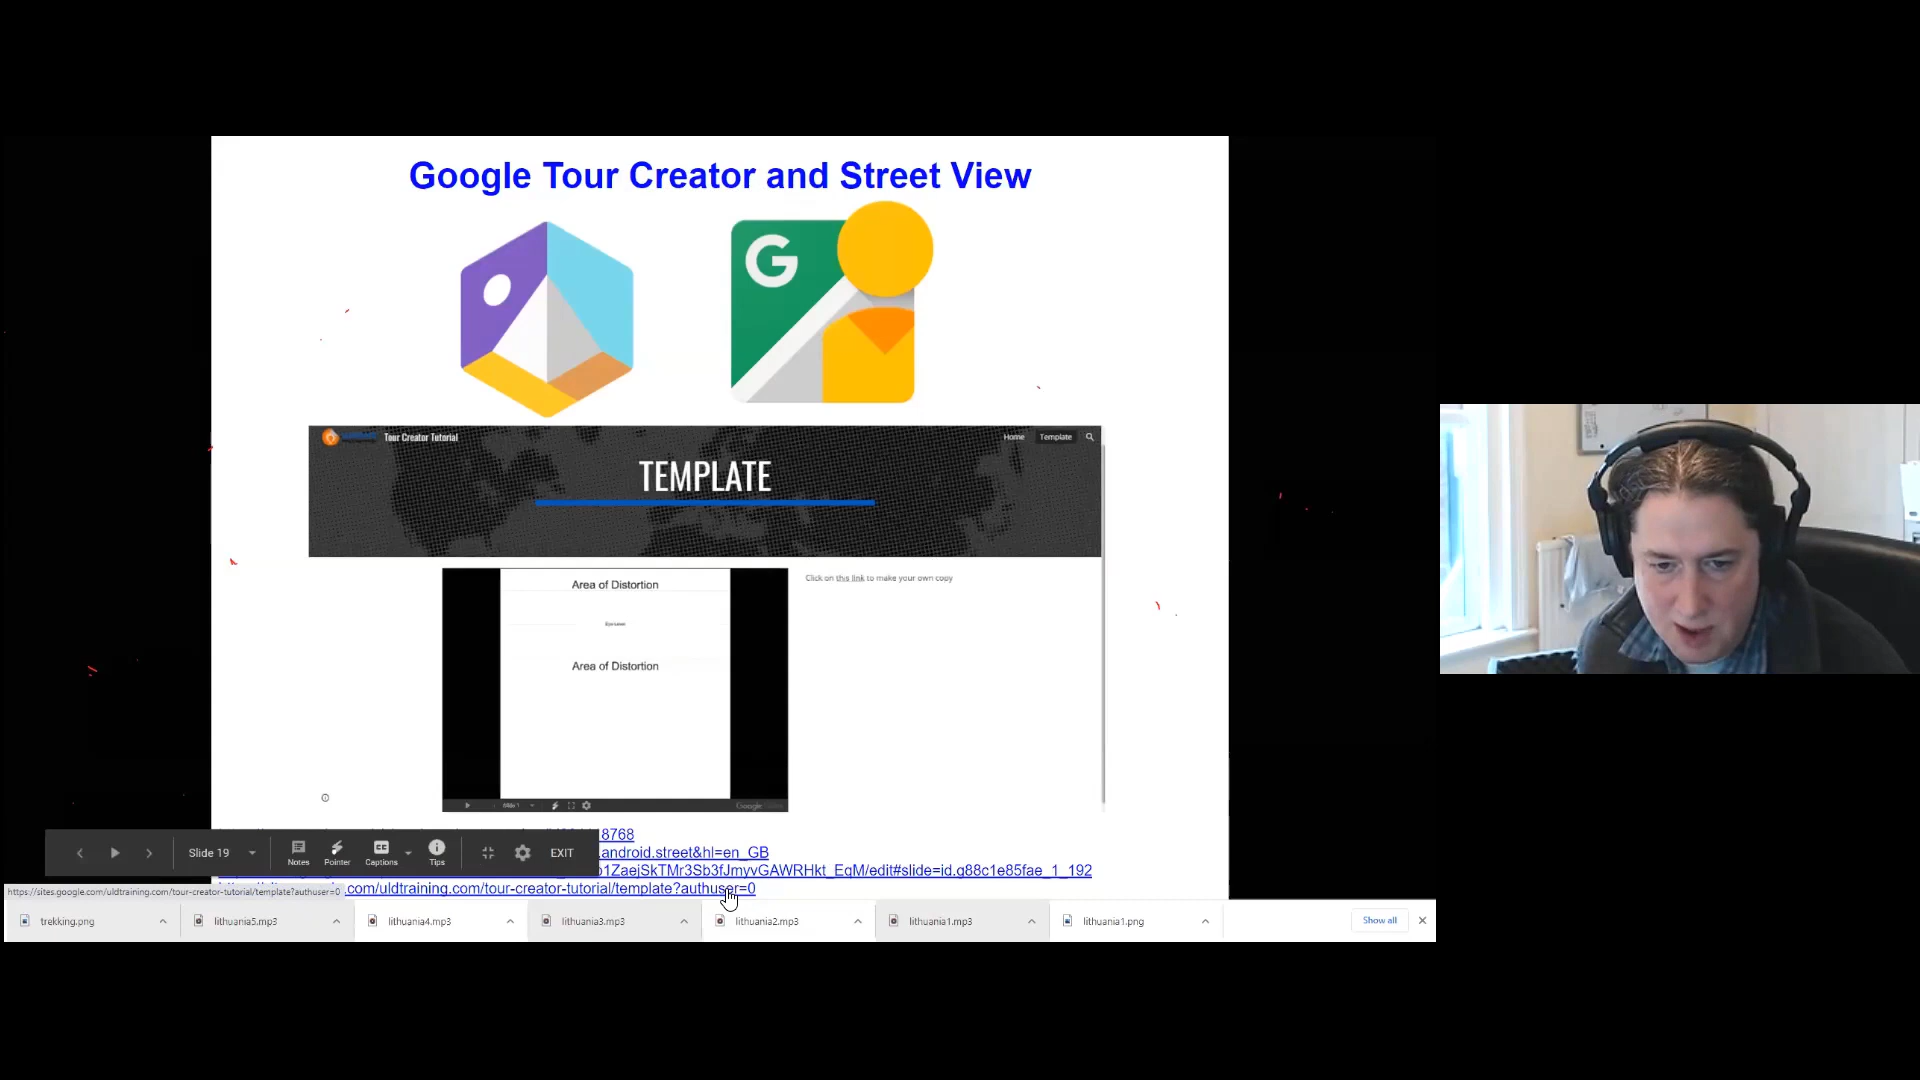 Google Tour Creator and Street View
G
Tour Creator Tutorial
Home Template
TEMPLATE
Area of Distortion
Click on this link to make your own copy
Area of Distortion
Google
8768
.android.street&hl=en_GB
1ZaejSkTMr3Sb3fJmyvGAWRHkt_EqM/edit#slide=id.g88c1e85fae_1_192
.com/uldtraining.com/tour-creator-tutorial/template?authuser=0
Slide 19 Notes Pointer Captions Tips EXIT
https://sites.google.com/uldtraining.com/tour-creator-tutorial/template?authuser=0
trekking.png lithuania5.mp3 lithuania4.mp3 lithuania3.mp3 lithuania2.mp3 lithuania1.mp3 lithuania1.png Show all